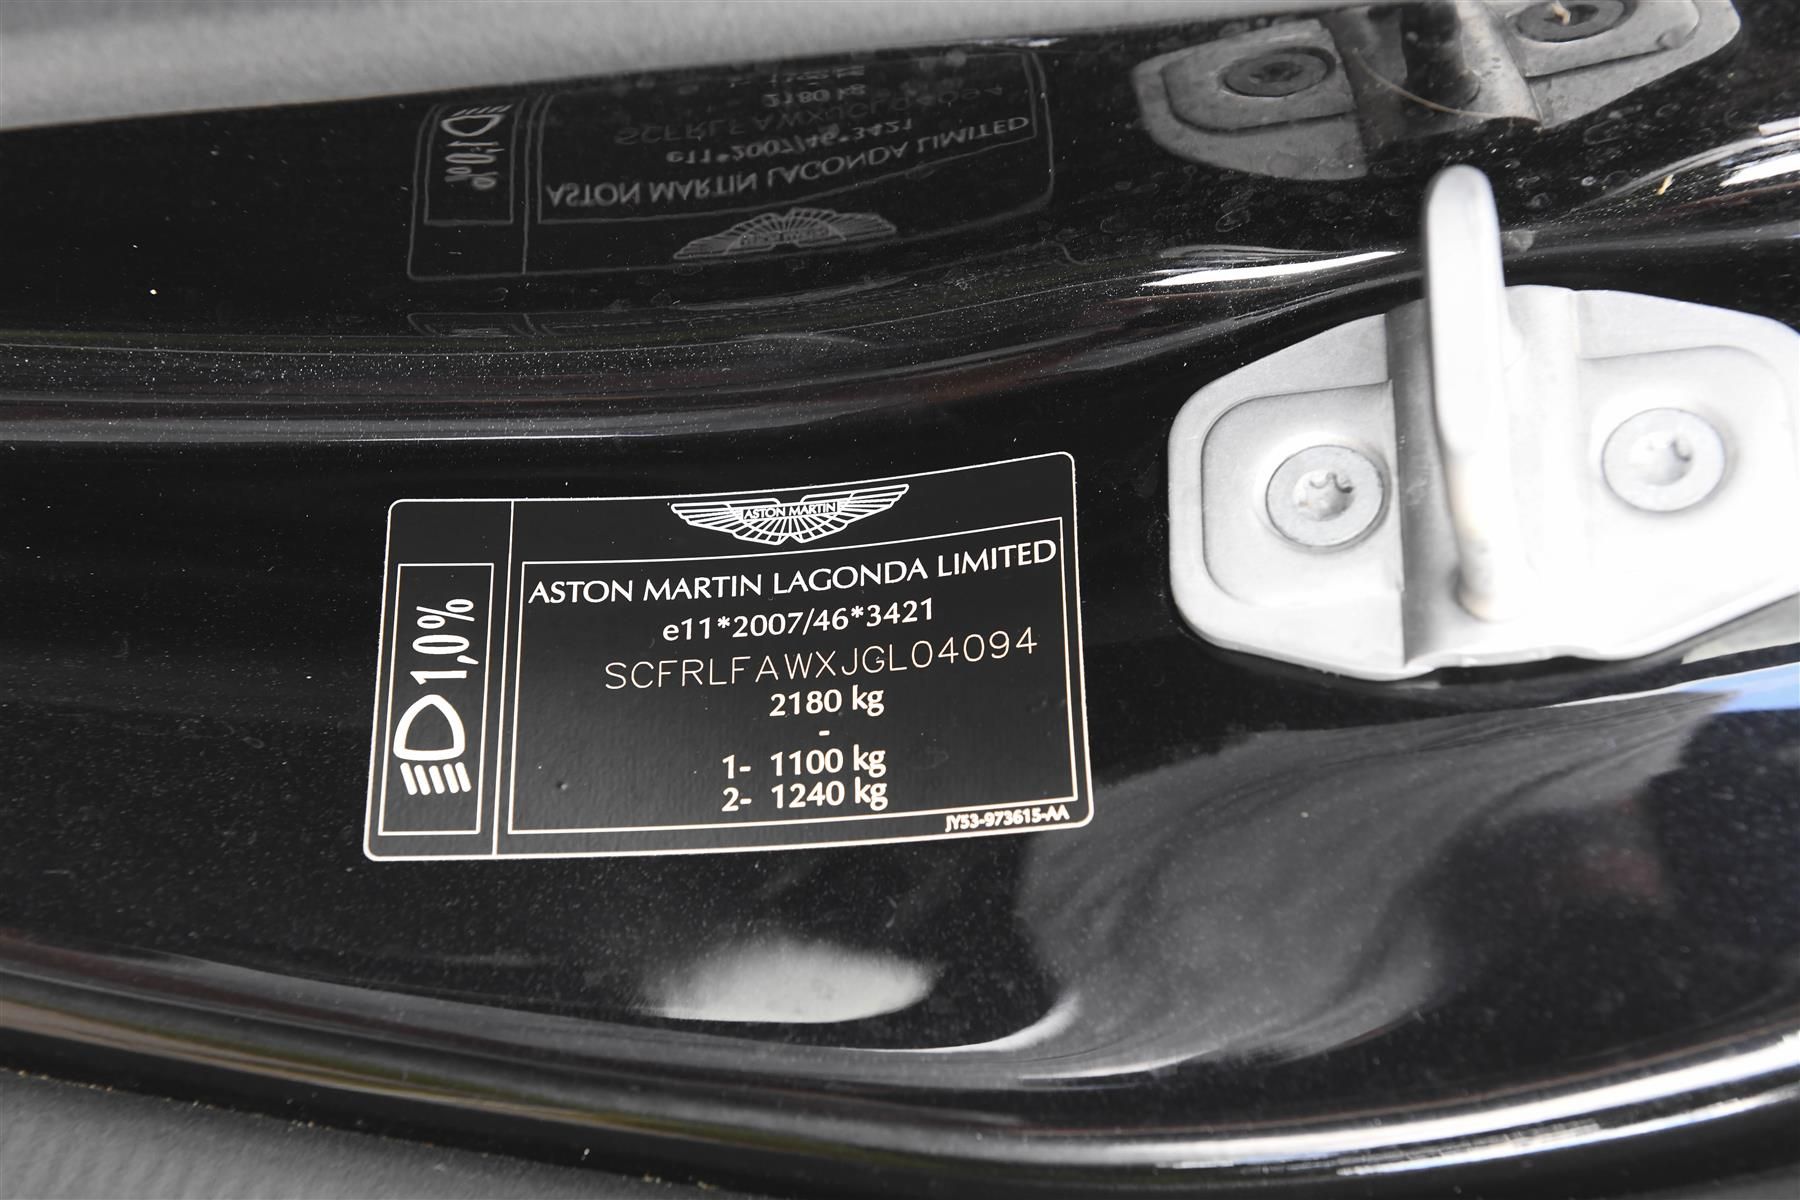 ASTON MARTIN
ASTON MARTIN LAGONDA LIMITED
e11*2007/46*3421
SCFRLFAWXJGL04094
2180 kg
-
1- 1100 kg
2- 1240 kg
JY53-973615-AA
1,0%